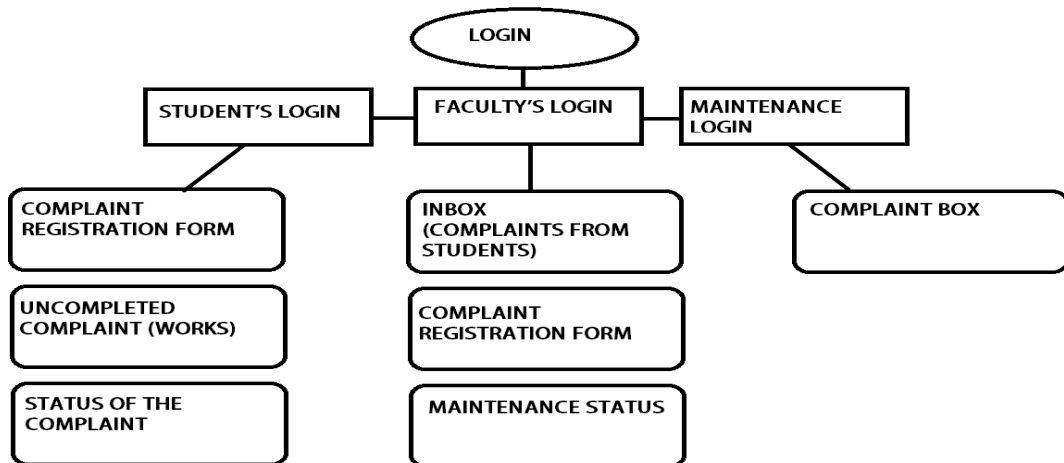 LOGIN
STUDENT'S LOGIN
FACULTY'S LOGIN
MAINTENANCE
LOGIN
COMPLAINT
REGISTRATION FORM
INBOX
(COMPLAINTS FROM
STUDENTS)
COMPLAINT BOX
UNCOMPLETED
COMPLAINT (WORKS)
COMPLAINT
REGISTRATION FORM
STATUS OF THE
COMPLAINT
MAINTENANCE STATUS